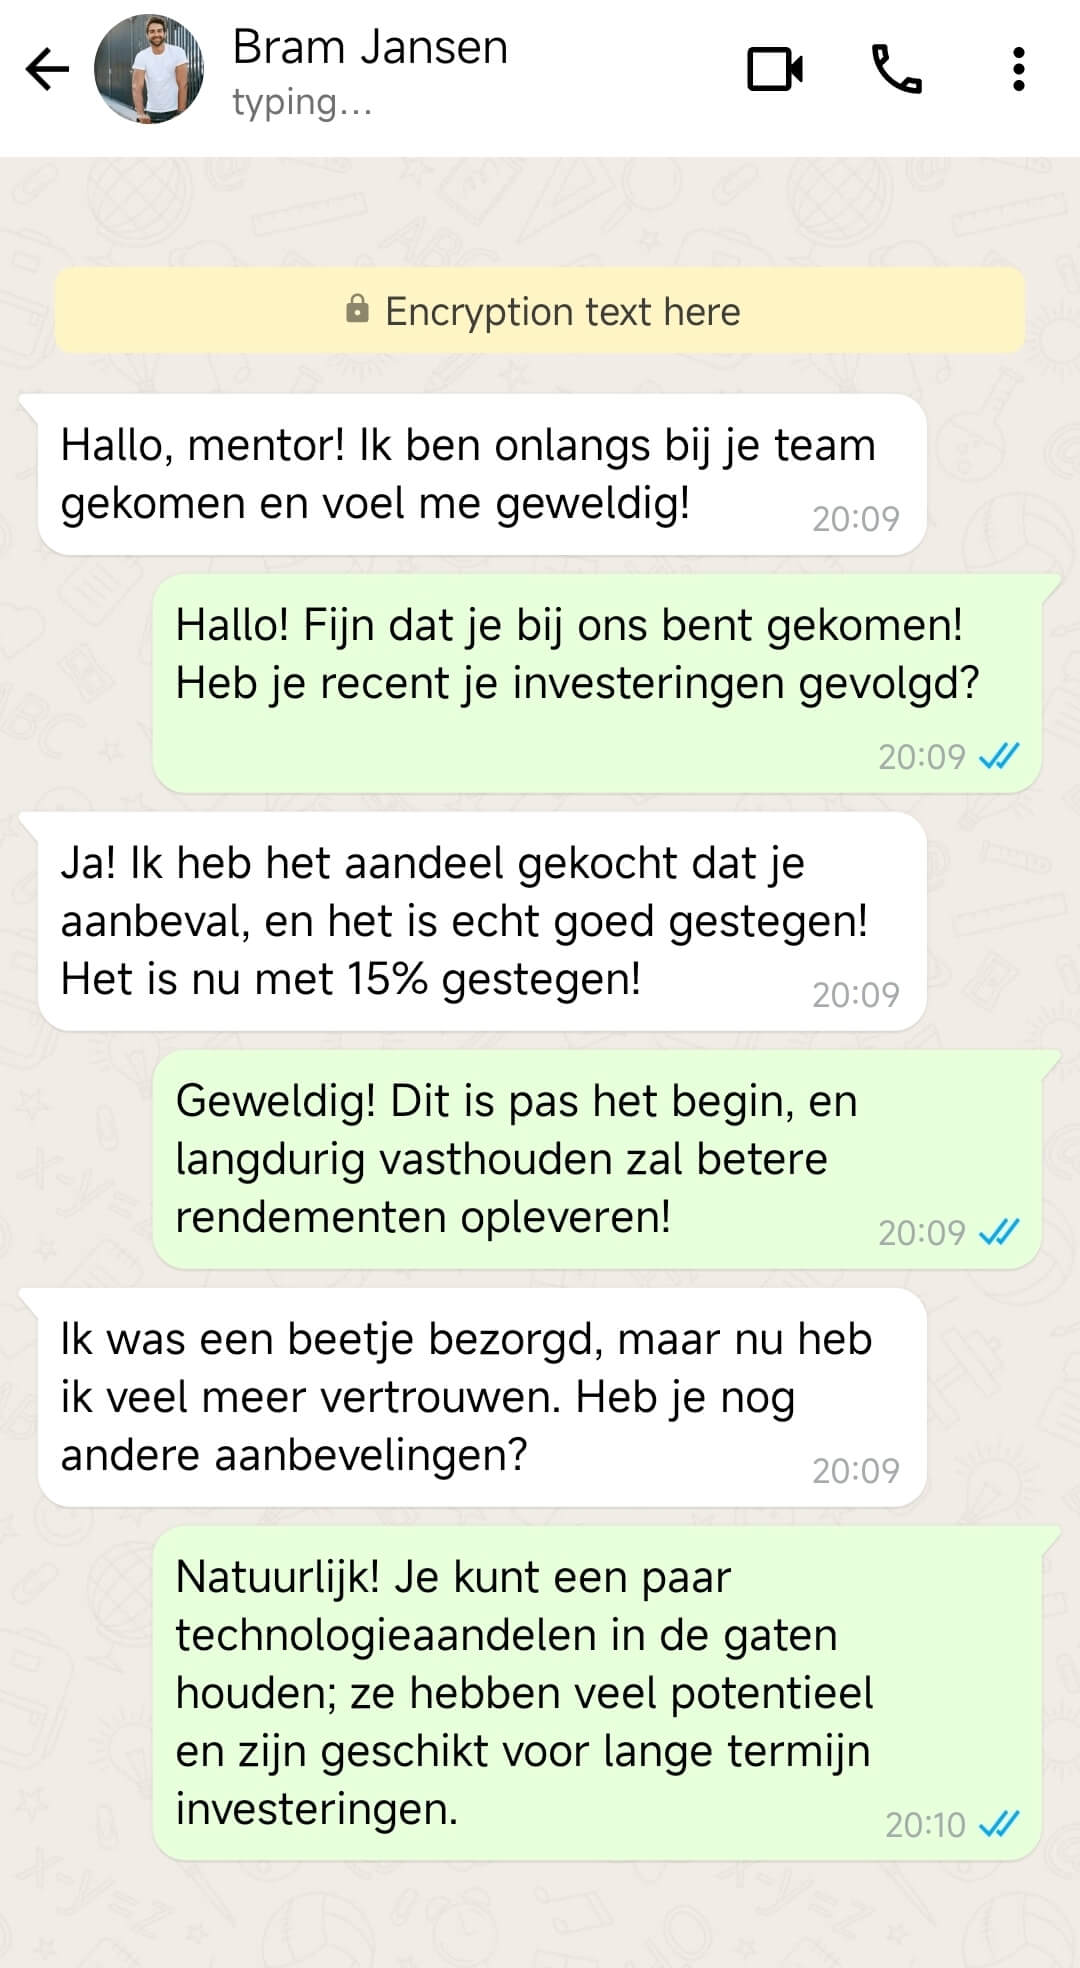 Bram Jansen
typing...
Encryption text here
Hallo, mentor! Ik ben onlangs bij je team
gekomen en voel me geweldig!
20:09
Hallo! Fijn dat je bij ons bent gekomen!
Heb je recent je investeringen gevolgd?
20:09
Ja! Ik heb het aandeel gekocht dat je
aanbeval, en het is echt goed gestegen!
Het is nu met 15% gestegen!
20:09
Geweldig! Dit is pas het begin, en
langdurig vasthouden zal betere
rendementen opleveren!
20:09
Ik was een beetje bezorgd, maar nu heb
ik veel meer vertrouwen. Heb je nog
andere aanbevelingen?
20:09
Natuurlijk! Je kunt een paar
technologieaandelen in de gaten
houden; ze hebben veel potentieel
en zijn geschikt voor lange termijn
investeringen.
20:10